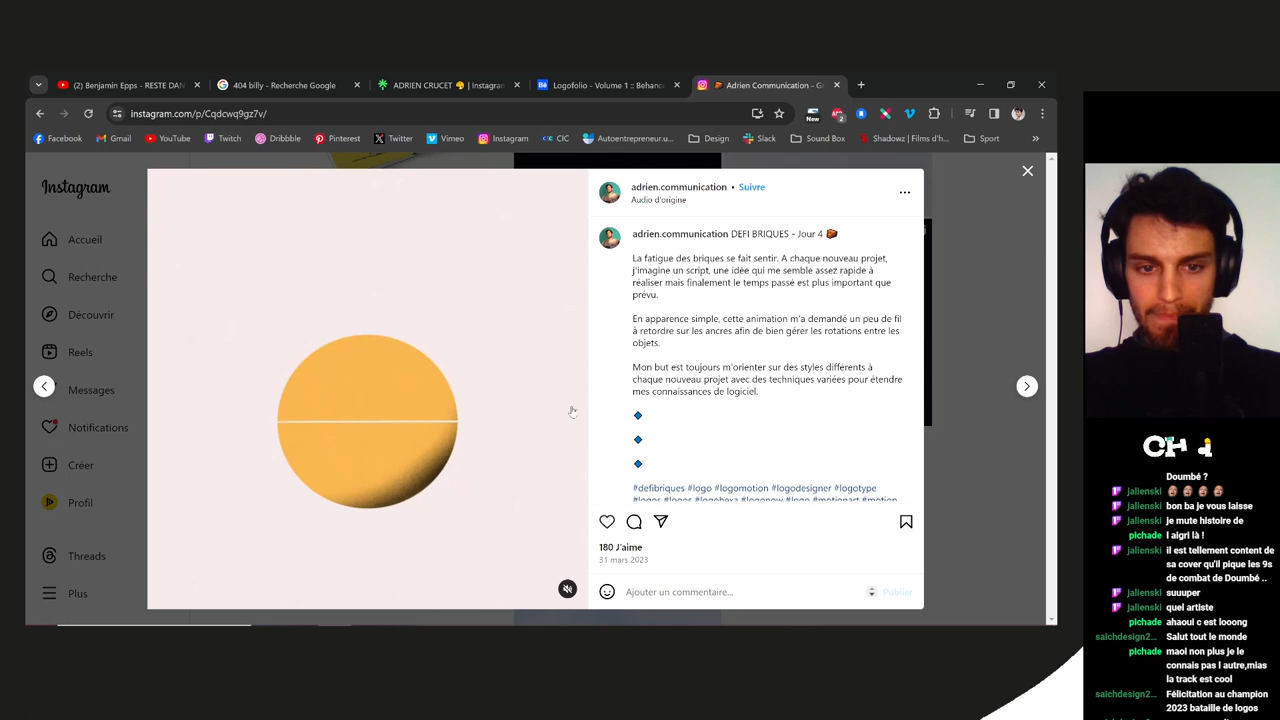 (2) Benjamin Epps - RESTE DAN
404 billy - Recherche Google
ADRIEN CRUCET | Instagram
Logofolio - Volume 1 :: Behanc
Adrien Communication - Gr
instagram.com/p/Cqdcwq9gz7v/
New
2
Facebook
Gmail
YouTube
Twitch
Dribbble
Pinterest
Twitter
Vimeo
Instagram
CIC
Autoentrepreneur.u...
Design
Slack
Sound Box
Shadowz | Films d'h...
Sport
Instagram
Accueil
Recherche
Découvrir
Reels
Messages
Notifications
Créer
Profil
Threads
Plus
adrien.communication • Suivre
Audio d'origine
adrien.communication DEFI BRIQUES - Jour 4
La fatigue des briques se fait sentir. A chaque nouveau projet,
j'imagine un script, une idée qui me semble assez rapide à
réaliser mais finalement le temps passé est plus important que
prévu.
En apparence simple, cette animation m'a demandé un peu de fil
à retordre sur les ancres afin de bien gérer les rotations entre les
objets.
Mon but est toujours m'orienter sur des styles différents à
chaque nouveau projet avec des techniques variées pour étendre
mes connaissances de logiciel.
#defibriques #logo #logomotion #logodesigner #logotype
#logos #logos #logohexa #logonow #logo #motionart #motion
180 J'aime
31 mars 2023
Ajouter un commentaire...
Publier
Doumbé ?
jalienski
jalienski bon ba je vous laisse
jalienski je mute histoire de
pichade l aigri là !
jalienski il est tellement content de
sa cover qu'il pique les 9s
de combat de Doumbé ..
jalienski suuuper
jalienski quel artiste
pichade ahaoui c est looong
saichdesign2... Salut tout le monde
pichade maoi non plus je le
connais pas l autre,mias
la track est cool
saichdesign2... Félicitation au champion
2023 bataille de logos